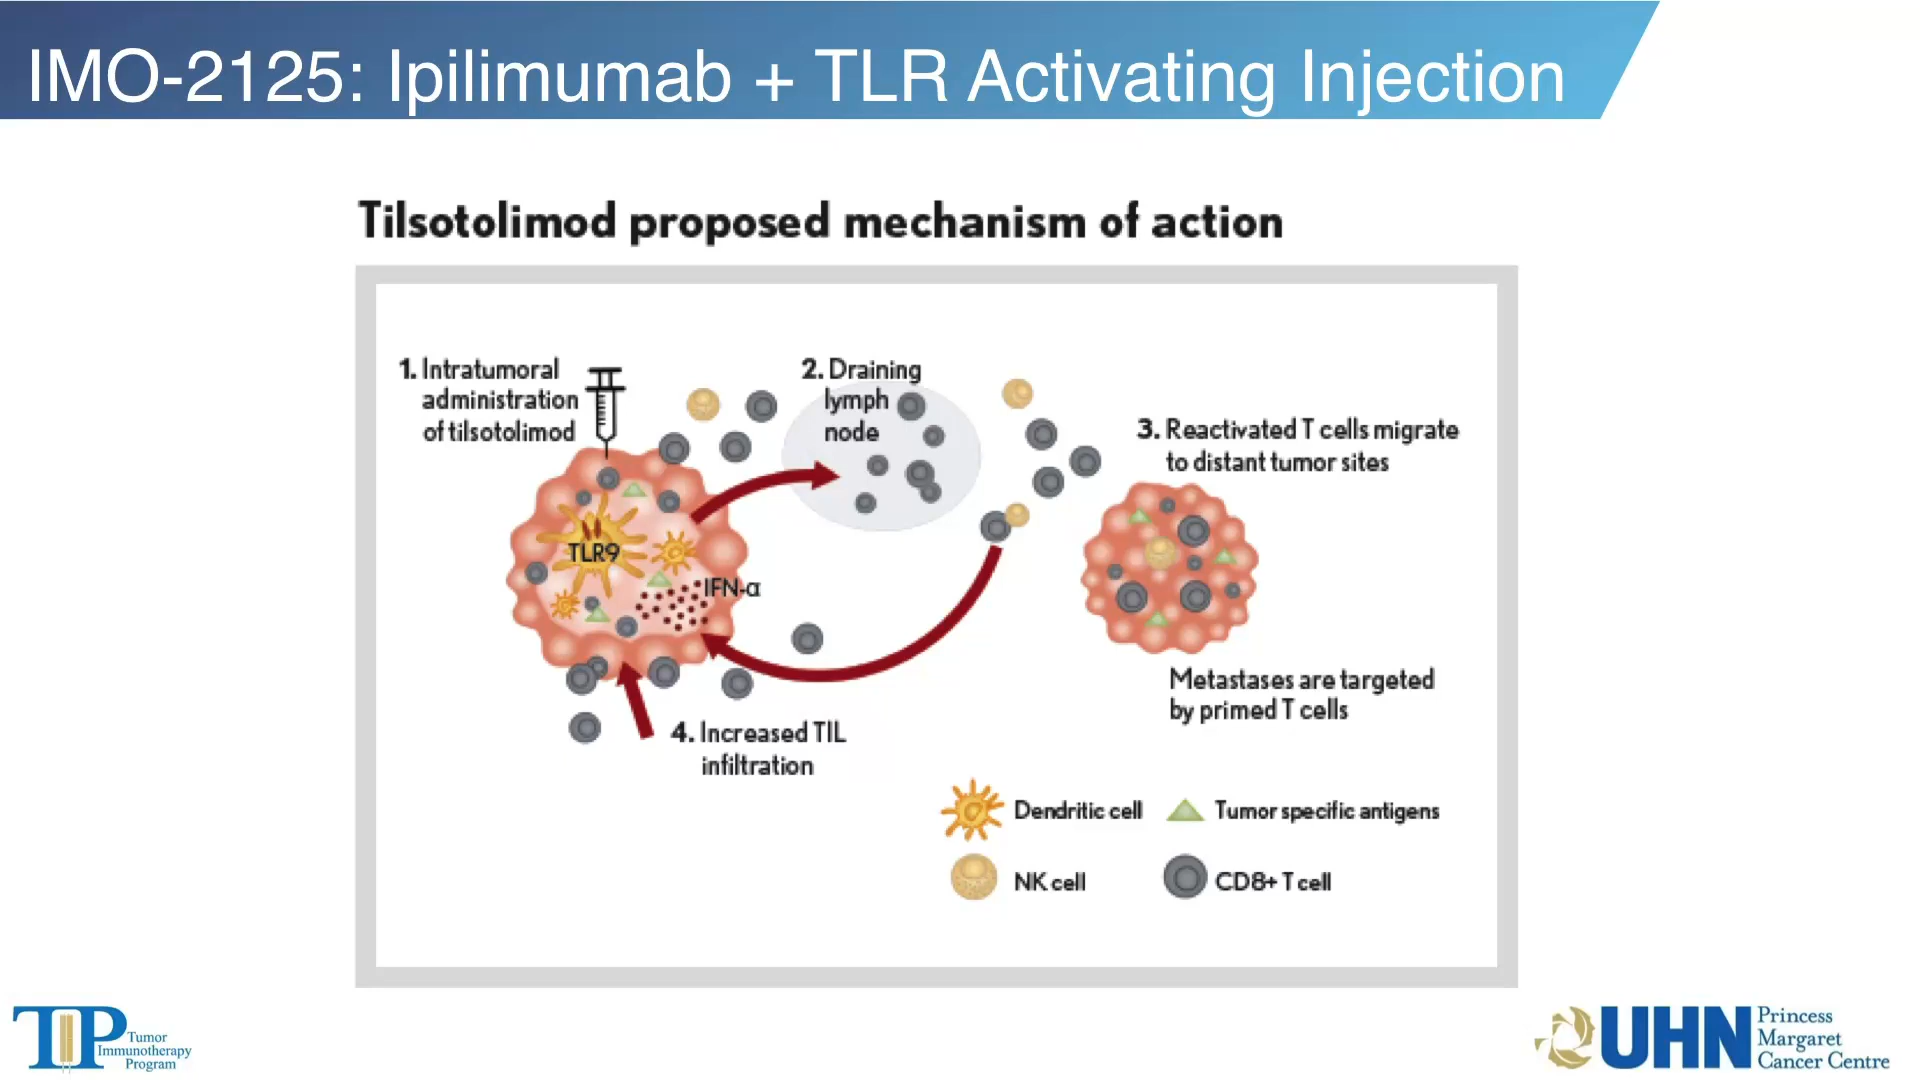 IMO-2125: Ipilimumab + TLR Activating Injection
Tilsotolimod proposed mechanism of action
1. Intratumoral
administration
of tilsotolimod
2. Draining
lymph
node
3. Reactivated T cells migrate
to distant tumor sites
TLR9
IFN-α
Metastases are targeted
by primed T cells
4. Increased TIL
infiltration
Dendritic cell
Tumor specific antigens
NK cell
CD8+ T cell
TIP
Tumor
Immunotherapy
Program
UHN
Princess
Margaret
Cancer Centre